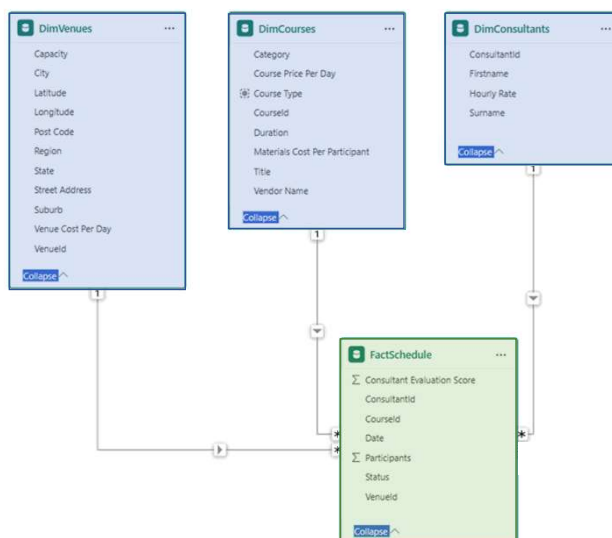 DimVenues ...
Capacity
City
Latitude
Longitude
Post Code
Region
State
Street Address
Suburb
Venue Cost Per Day
VenueId
Collapse
1
DimCourses ...
Category
Course Price Per Day
Course Type
CourseId
Duration
Materials Cost Per Participant
Title
Vendor Name
Collapse
1
DimConsultants ...
ConsultantId
Firstname
Hourly Rate
Surname
Collapse
1
FactSchedule ...
Σ Consultant Evaluation Score
ConsultantId
CourseId
Date
Σ Participants
Status
VenueId
Collapse
*
*
*